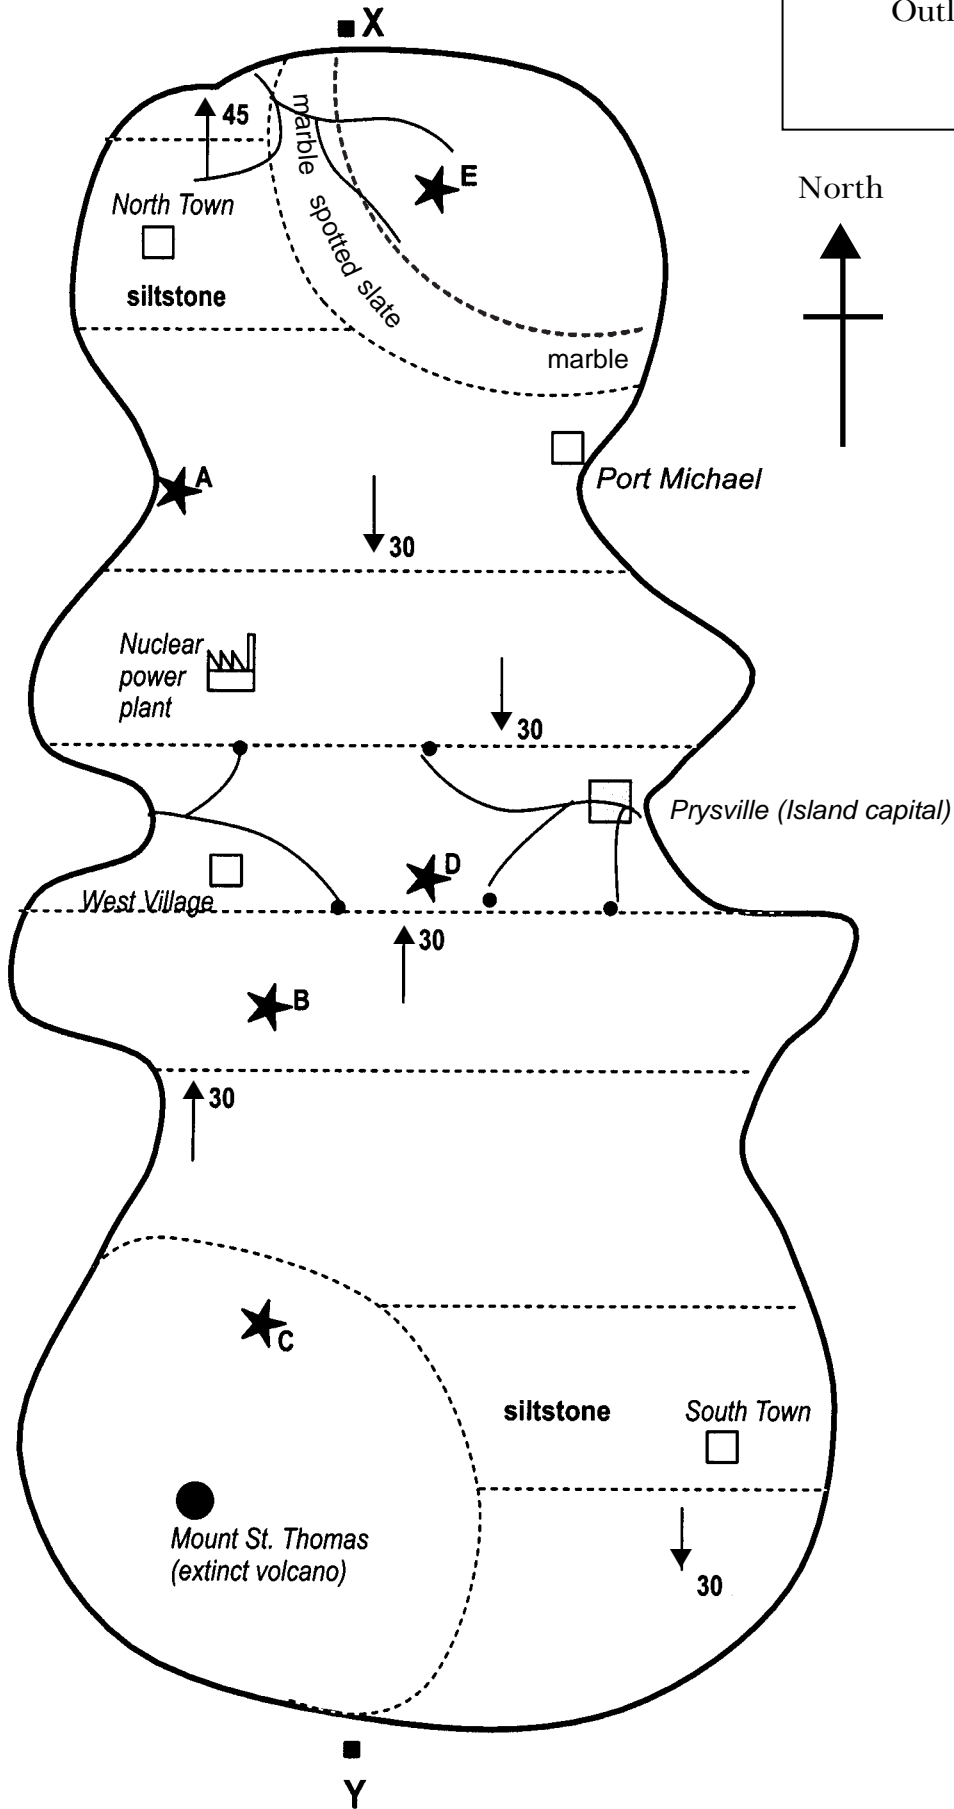 Outl
X
45
marble
E
North
North Town
spotted slate
siltstone
marble
A
Port Michael
30
Nuclear
power
plant
30
Prysville (Island capital)
D
West Village
30
B
30
C
siltstone
South Town
Mount St. Thomas
(extinct volcano)
30
Y